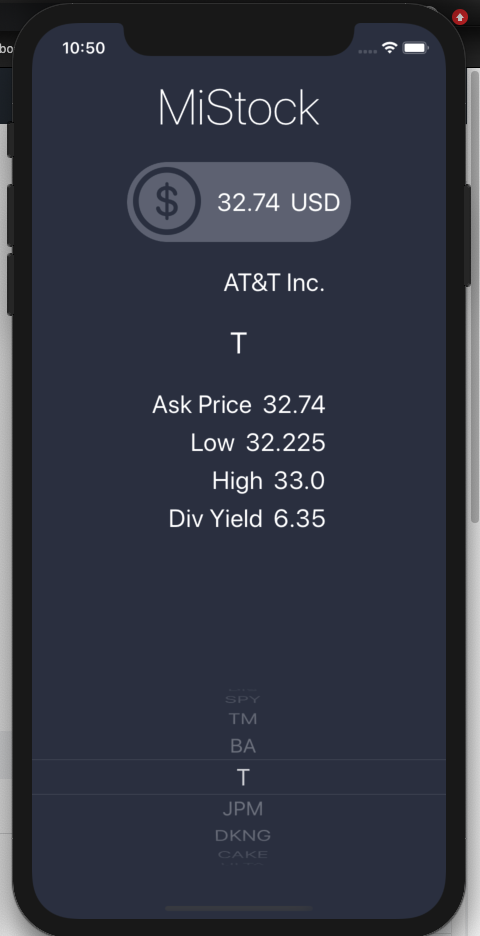 bo
10:50
MiStock
$ 32.74 USD
AT&T Inc.
T
Ask Price 32.74
Low 32.225
High 33.0
Div Yield 6.35
SPY
TM
BA
T
JPM
DKNG
CAKE